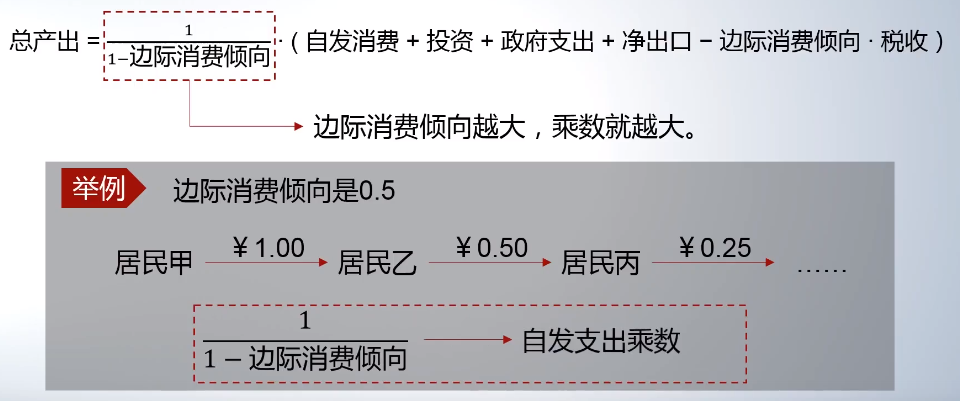 总产出 = 1/(1−边际消费倾向) · ( 自发消费 + 投资 + 政府支出 + 净出口 − 边际消费倾向 · 税收 )
边际消费倾向越大，乘数就越大。
举例 边际消费倾向是0.5
居民甲 ￥1.00 居民乙 ￥0.50 居民丙 ￥0.25 ……
1/(1 − 边际消费倾向) 自发支出乘数